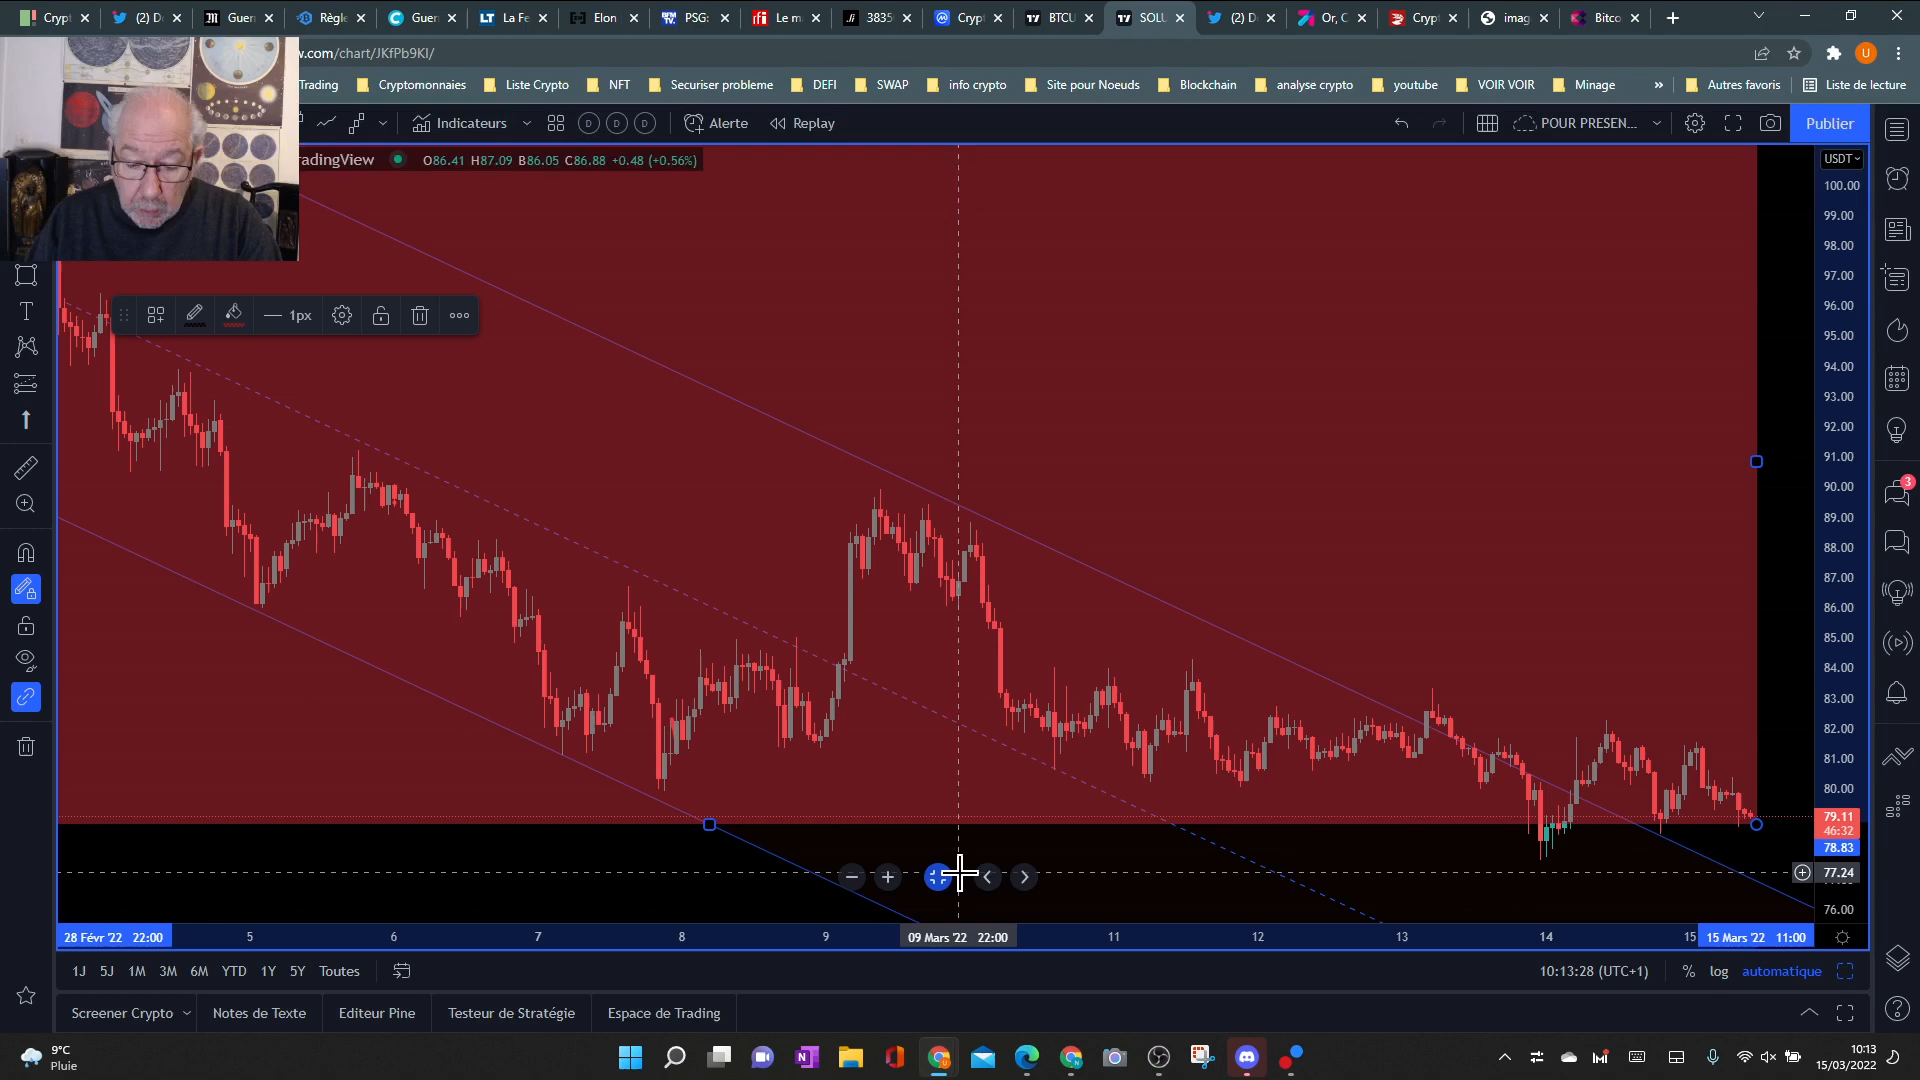 Crypt
(2) D
Guer
Règle
Guer
La Fe
Elon
PSG:
Le m
3835
Crypt
BTCU
SOLU
(2) D
Or, C
Crypt
imag
Bitco
w.com/chart/JKfPb9KI/
Trading
Cryptomonnaies
Liste Crypto
NFT
Securiser probleme
DEFI
SWAP
info crypto
Site pour Noeuds
Blockchain
analyse crypto
youtube
VOIR VOIR
Minage
»
Autres favoris
Liste de lecture
Indicateurs
D
D
D
Alerte
Replay
POUR PRESEN...
Publier
radingView O86.41 H87.09 B86.05 C86.88 +0.48 (+0.56%)
USDT
1px
100.00
99.00
98.00
97.00
96.00
95.00
94.00
93.00
92.00
91.00
90.00
89.00
88.00
87.00
86.00
85.00
84.00
83.00
82.00
81.00
80.00
79.11
46:32
78.83
77.24
76.00
3
28 Févr '22 22:00
5
6
7
8
9
09 Mars '22 22:00
11
12
13
14
15
15 Mars '22 11:00
1J 5J 1M 3M 6M YTD 1Y 5Y Toutes
10:13:28 (UTC+1)
% log automatique
Screener Crypto
Notes de Texte
Editeur Pine
Testeur de Stratégie
Espace de Trading
9°C
Pluie
10:13
15/03/2022